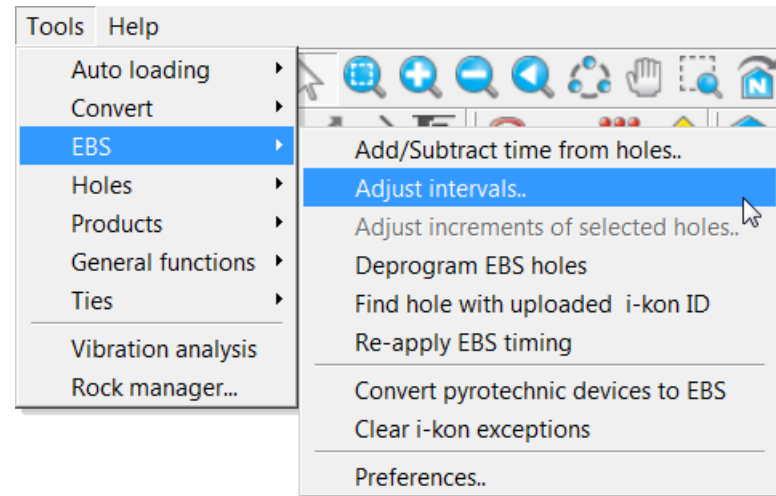 Tools Help
Auto loading
Convert
EBS
Holes
Products
General functions
Ties
Vibration analysis
Rock manager...
Add/Subtract time from holes..
Adjust intervals..
Adjust increments of selected holes..
Deprogram EBS holes
Find hole with uploaded i-kon ID
Re-apply EBS timing
Convert pyrotechnic devices to EBS
Clear i-kon exceptions
Preferences..
N